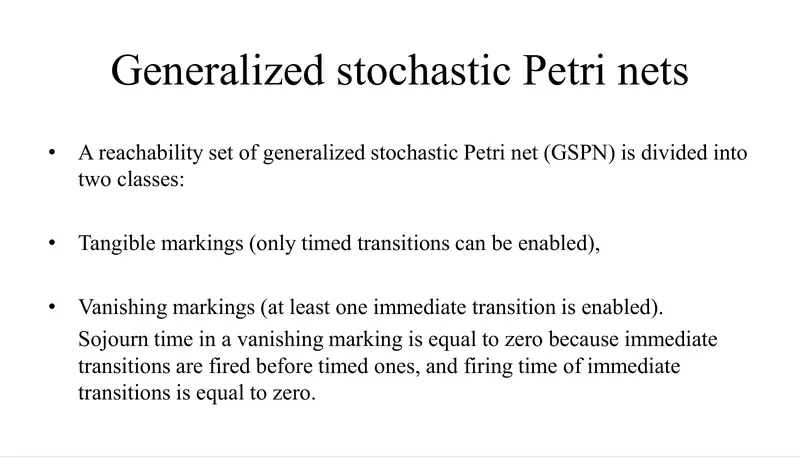 Generalized stochastic Petri nets
• A reachability set of generalized stochastic Petri net (GSPN) is divided into
two classes:
• Tangible markings (only timed transitions can be enabled),
• Vanishing markings (at least one immediate transition is enabled).
Sojourn time in a vanishing marking is equal to zero because immediate
transitions are fired before timed ones, and firing time of immediate
transitions is equal to zero.